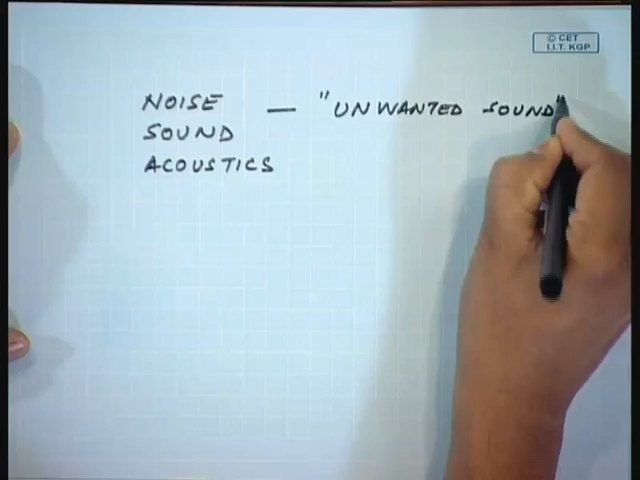 © CET
I.I.T. KGP
NOISE — "UNWANTED SOUND"
SOUND
ACOUSTICS